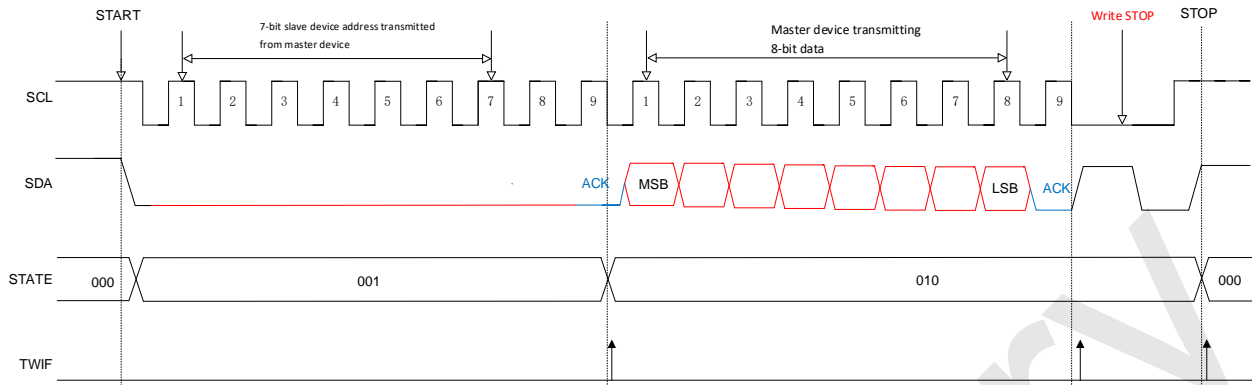 START
7-bit slave device address transmitted
from master device
Master device transmitting
8-bit data
Write STOP
STOP
SCL
1 2 3 4 5 6 7 8 9 1 2 3 4 5 6 7 8 9
SDA
ACK MSB LSB ACK
STATE 000 001 010 000
TWIF